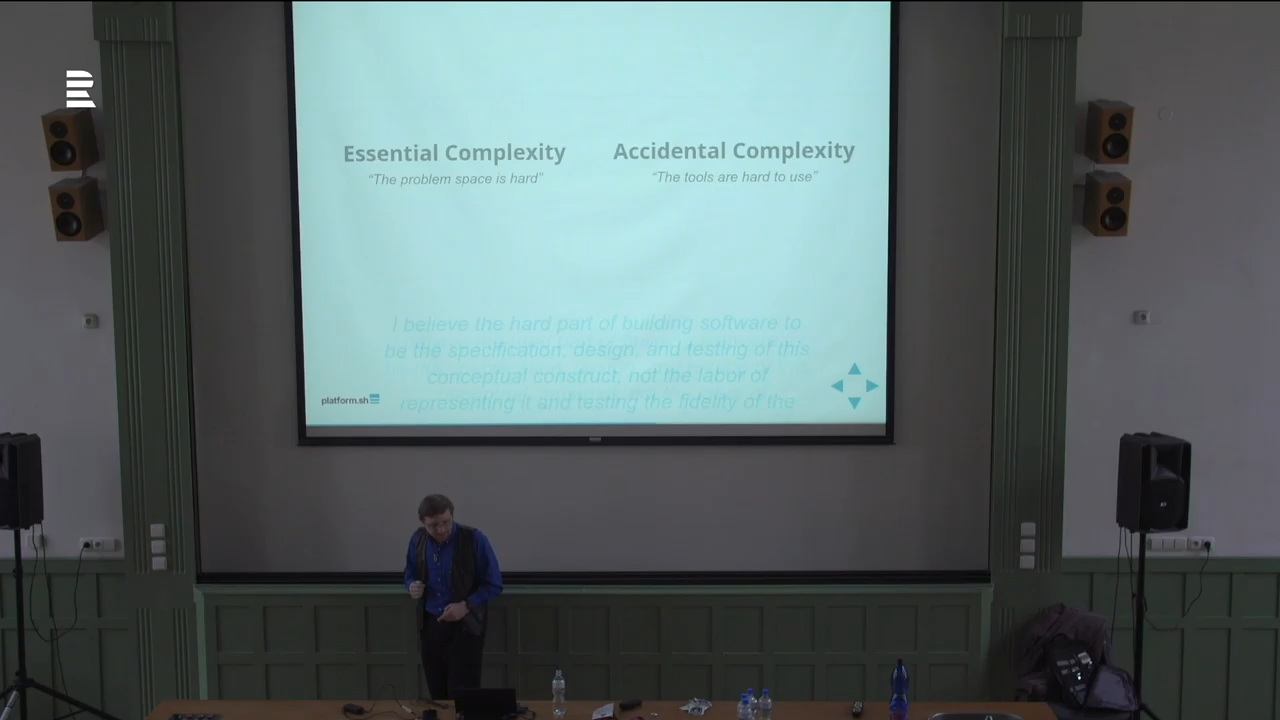 Essential Complexity
Accidental Complexity
“The problem space is hard”
“The tools are hard to use”
I believe the hard part of building software to
be the specification, design, and testing of this
conceptual construct, not the labor of
representing it and testing the fidelity of the
platform.sh